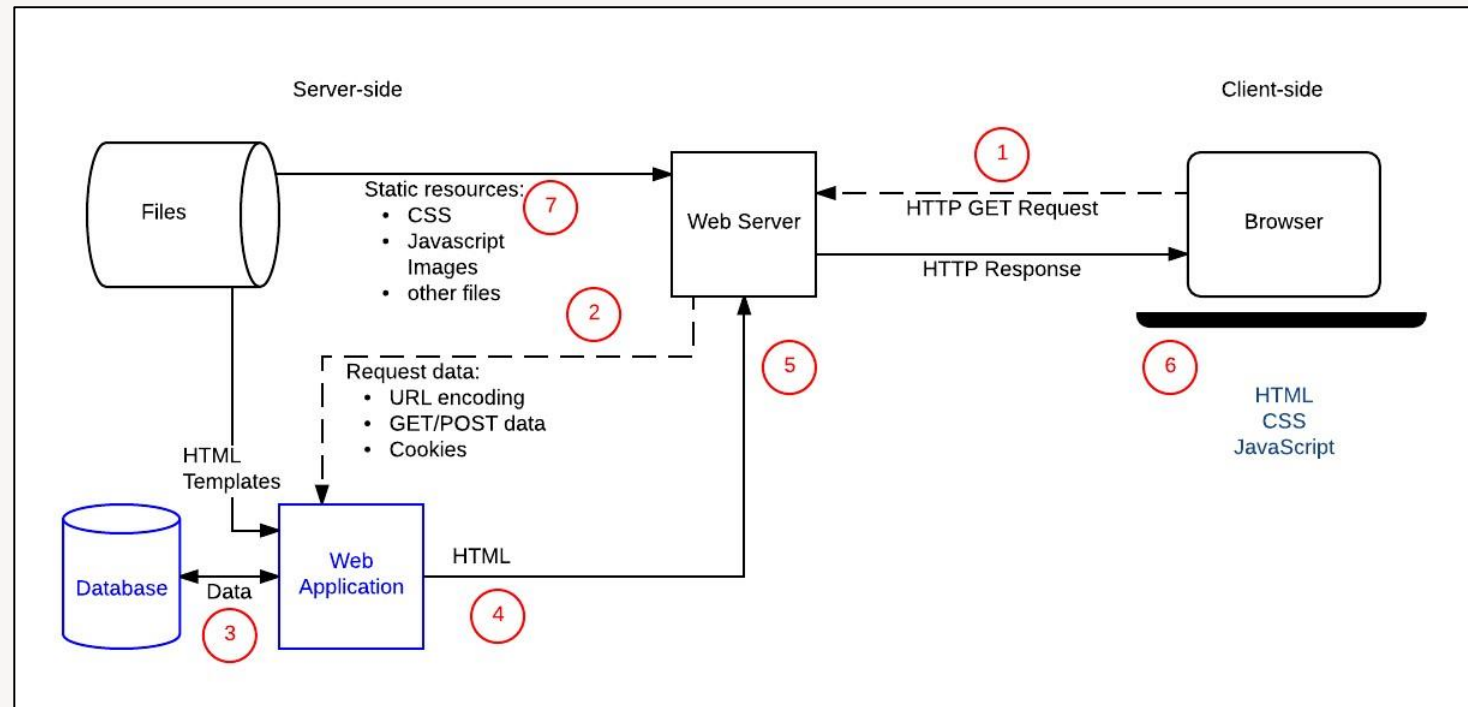 Server-side
Client-side
Files
Static resources:
• CSS
• Javascript
Images
• other files
7
Web Server
1
HTTP GET Request
HTTP Response
Browser
2
Request data:
• URL encoding
• GET/POST data
• Cookies
5
6
HTML
CSS
JavaScript
HTML
Templates
Database
Data
3
Web
Application
HTML
4